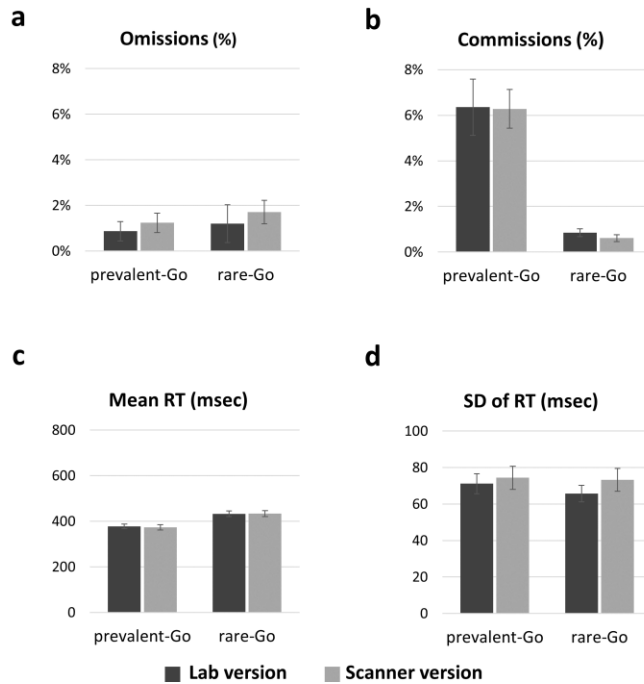 a
Omissions (%)
8%
6%
4%
2%
0%
prevalent-Go
rare-Go
b
Commissions (%)
8%
6%
4%
2%
0%
prevalent-Go
rare-Go
c
Mean RT (msec)
800
600
400
200
0
prevalent-Go
rare-Go
d
SD of RT (msec)
100
80
60
40
20
0
prevalent-Go
rare-Go
Lab version
Scanner version